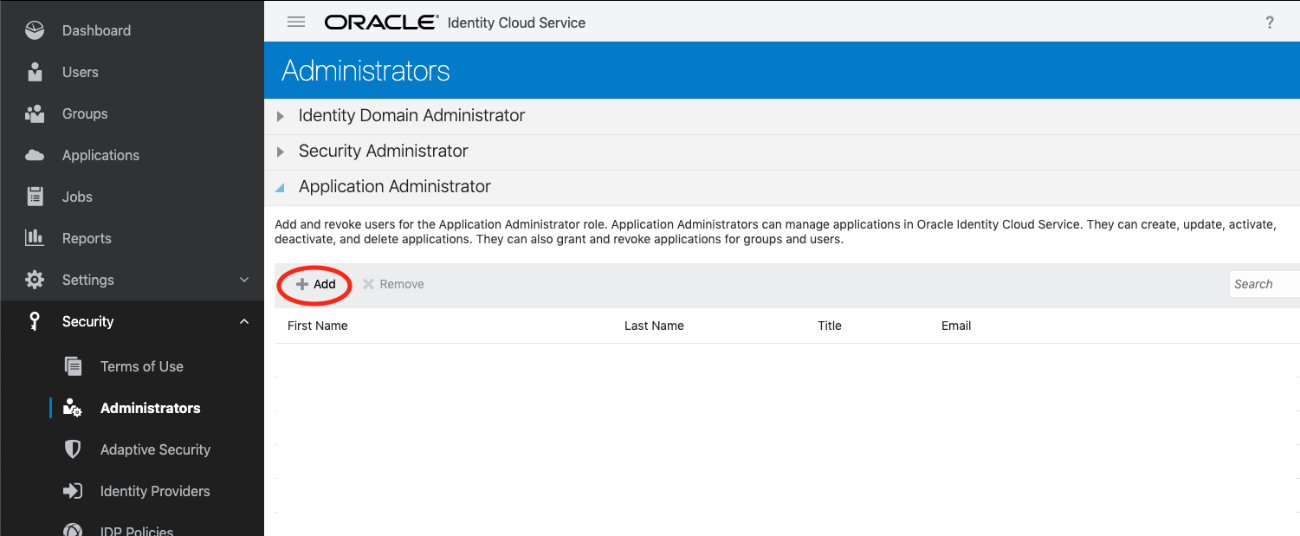 Dashboard
Users
Groups
Applications
Jobs
Reports
Settings
Security
Terms of Use
Administrators
Adaptive Security
Identity Providers
IDP Policies
ORACLE® Identity Cloud Service
?
Administrators
Identity Domain Administrator
Security Administrator
Application Administrator
Add and revoke users for the Application Administrator role. Application Administrators can manage applications in Oracle Identity Cloud Service. They can create, update, activate,
deactivate, and delete applications. They can also grant and revoke applications for groups and users.
Add Remove Search
First Name Last Name Title Email